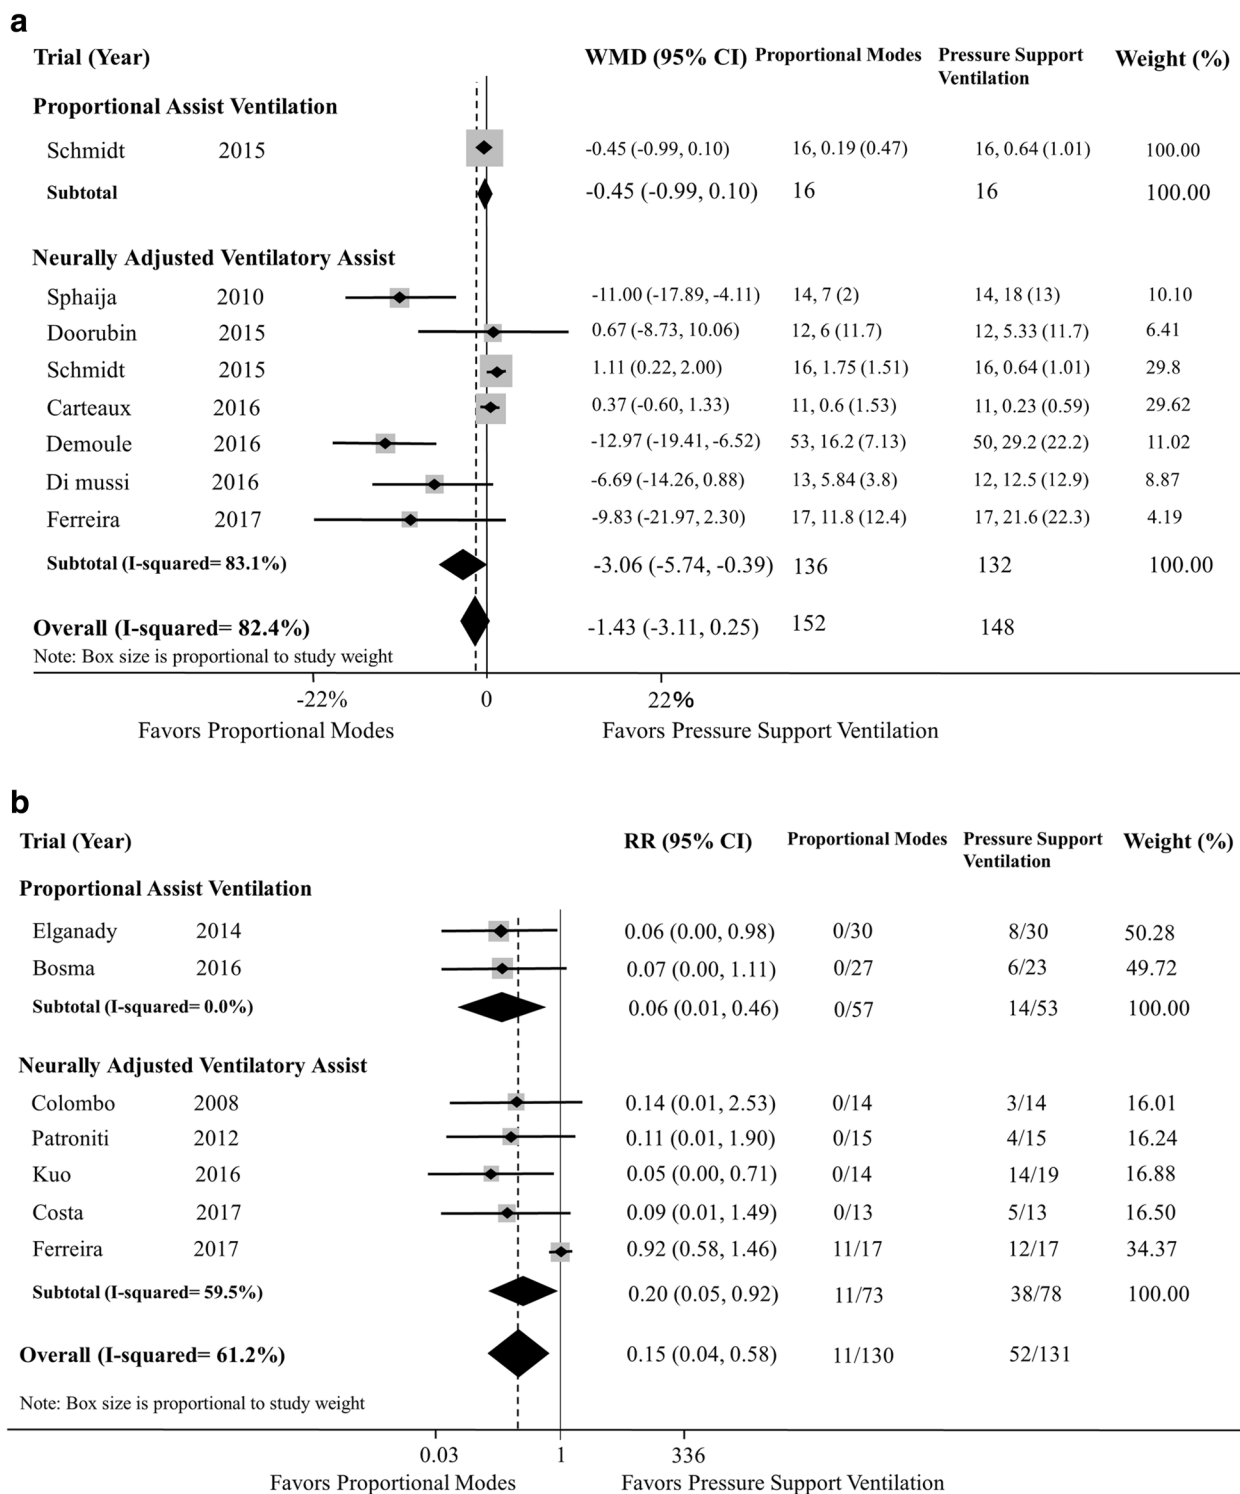 a
Trial (Year) WMD (95% CI) Proportional Modes Pressure Support Ventilation Weight (%)
Proportional Assist Ventilation
Schmidt 2015 -0.45 (-0.99, 0.10) 16, 0.19 (0.47) 16, 0.64 (1.01) 100.00
Subtotal -0.45 (-0.99, 0.10) 16 16 100.00
Neurally Adjusted Ventilatory Assist
Sphaija 2010 -11.00 (-17.89, -4.11) 14, 7 (2) 14, 18 (13) 10.10
Doorubin 2015 0.67 (-8.73, 10.06) 12, 6 (11.7) 12, 5.33 (11.7) 6.41
Schmidt 2015 1.11 (0.22, 2.00) 16, 1.75 (1.51) 16, 0.64 (1.01) 29.8
Carteaux 2016 0.37 (-0.60, 1.33) 11, 0.6 (1.53) 11, 0.23 (0.59) 29.62
Demoule 2016 -12.97 (-19.41, -6.52) 53, 16.2 (7.13) 50, 29.2 (22.2) 11.02
Di mussi 2016 -6.69 (-14.26, 0.88) 13, 5.84 (3.8) 12, 12.5 (12.9) 8.87
Ferreira 2017 -9.83 (-21.97, 2.30) 17, 11.8 (12.4) 17, 21.6 (22.3) 4.19
Subtotal (I-squared= 83.1%) -3.06 (-5.74, -0.39) 136 132 100.00
Overall (I-squared= 82.4%) -1.43 (-3.11, 0.25) 152 148
Note: Box size is proportional to study weight
-22% 0 22%
Favors Proportional Modes Favors Pressure Support Ventilation
b
Trial (Year) RR (95% CI) Proportional Modes Pressure Support Ventilation Weight (%)
Proportional Assist Ventilation
Elganady 2014 0.06 (0.00, 0.98) 0/30 8/30 50.28
Bosma 2016 0.07 (0.00, 1.11) 0/27 6/23 49.72
Subtotal (I-squared= 0.0%) 0.06 (0.01, 0.46) 0/57 14/53 100.00
Neurally Adjusted Ventilatory Assist
Colombo 2008 0.14 (0.01, 2.53) 0/14 3/14 16.01
Patroniti 2012 0.11 (0.01, 1.90) 0/15 4/15 16.24
Kuo 2016 0.05 (0.00, 0.71) 0/14 14/19 16.88
Costa 2017 0.09 (0.01, 1.49) 0/13 5/13 16.50
Ferreira 2017 0.92 (0.58, 1.46) 11/17 12/17 34.37
Subtotal (I-squared= 59.5%) 0.20 (0.05, 0.92) 11/73 38/78 100.00
Overall (I-squared= 61.2%) 0.15 (0.04, 0.58) 11/130 52/131
Note: Box size is proportional to study weight
0.03 1 336
Favors Proportional Modes Favors Pressure Support Ventilation